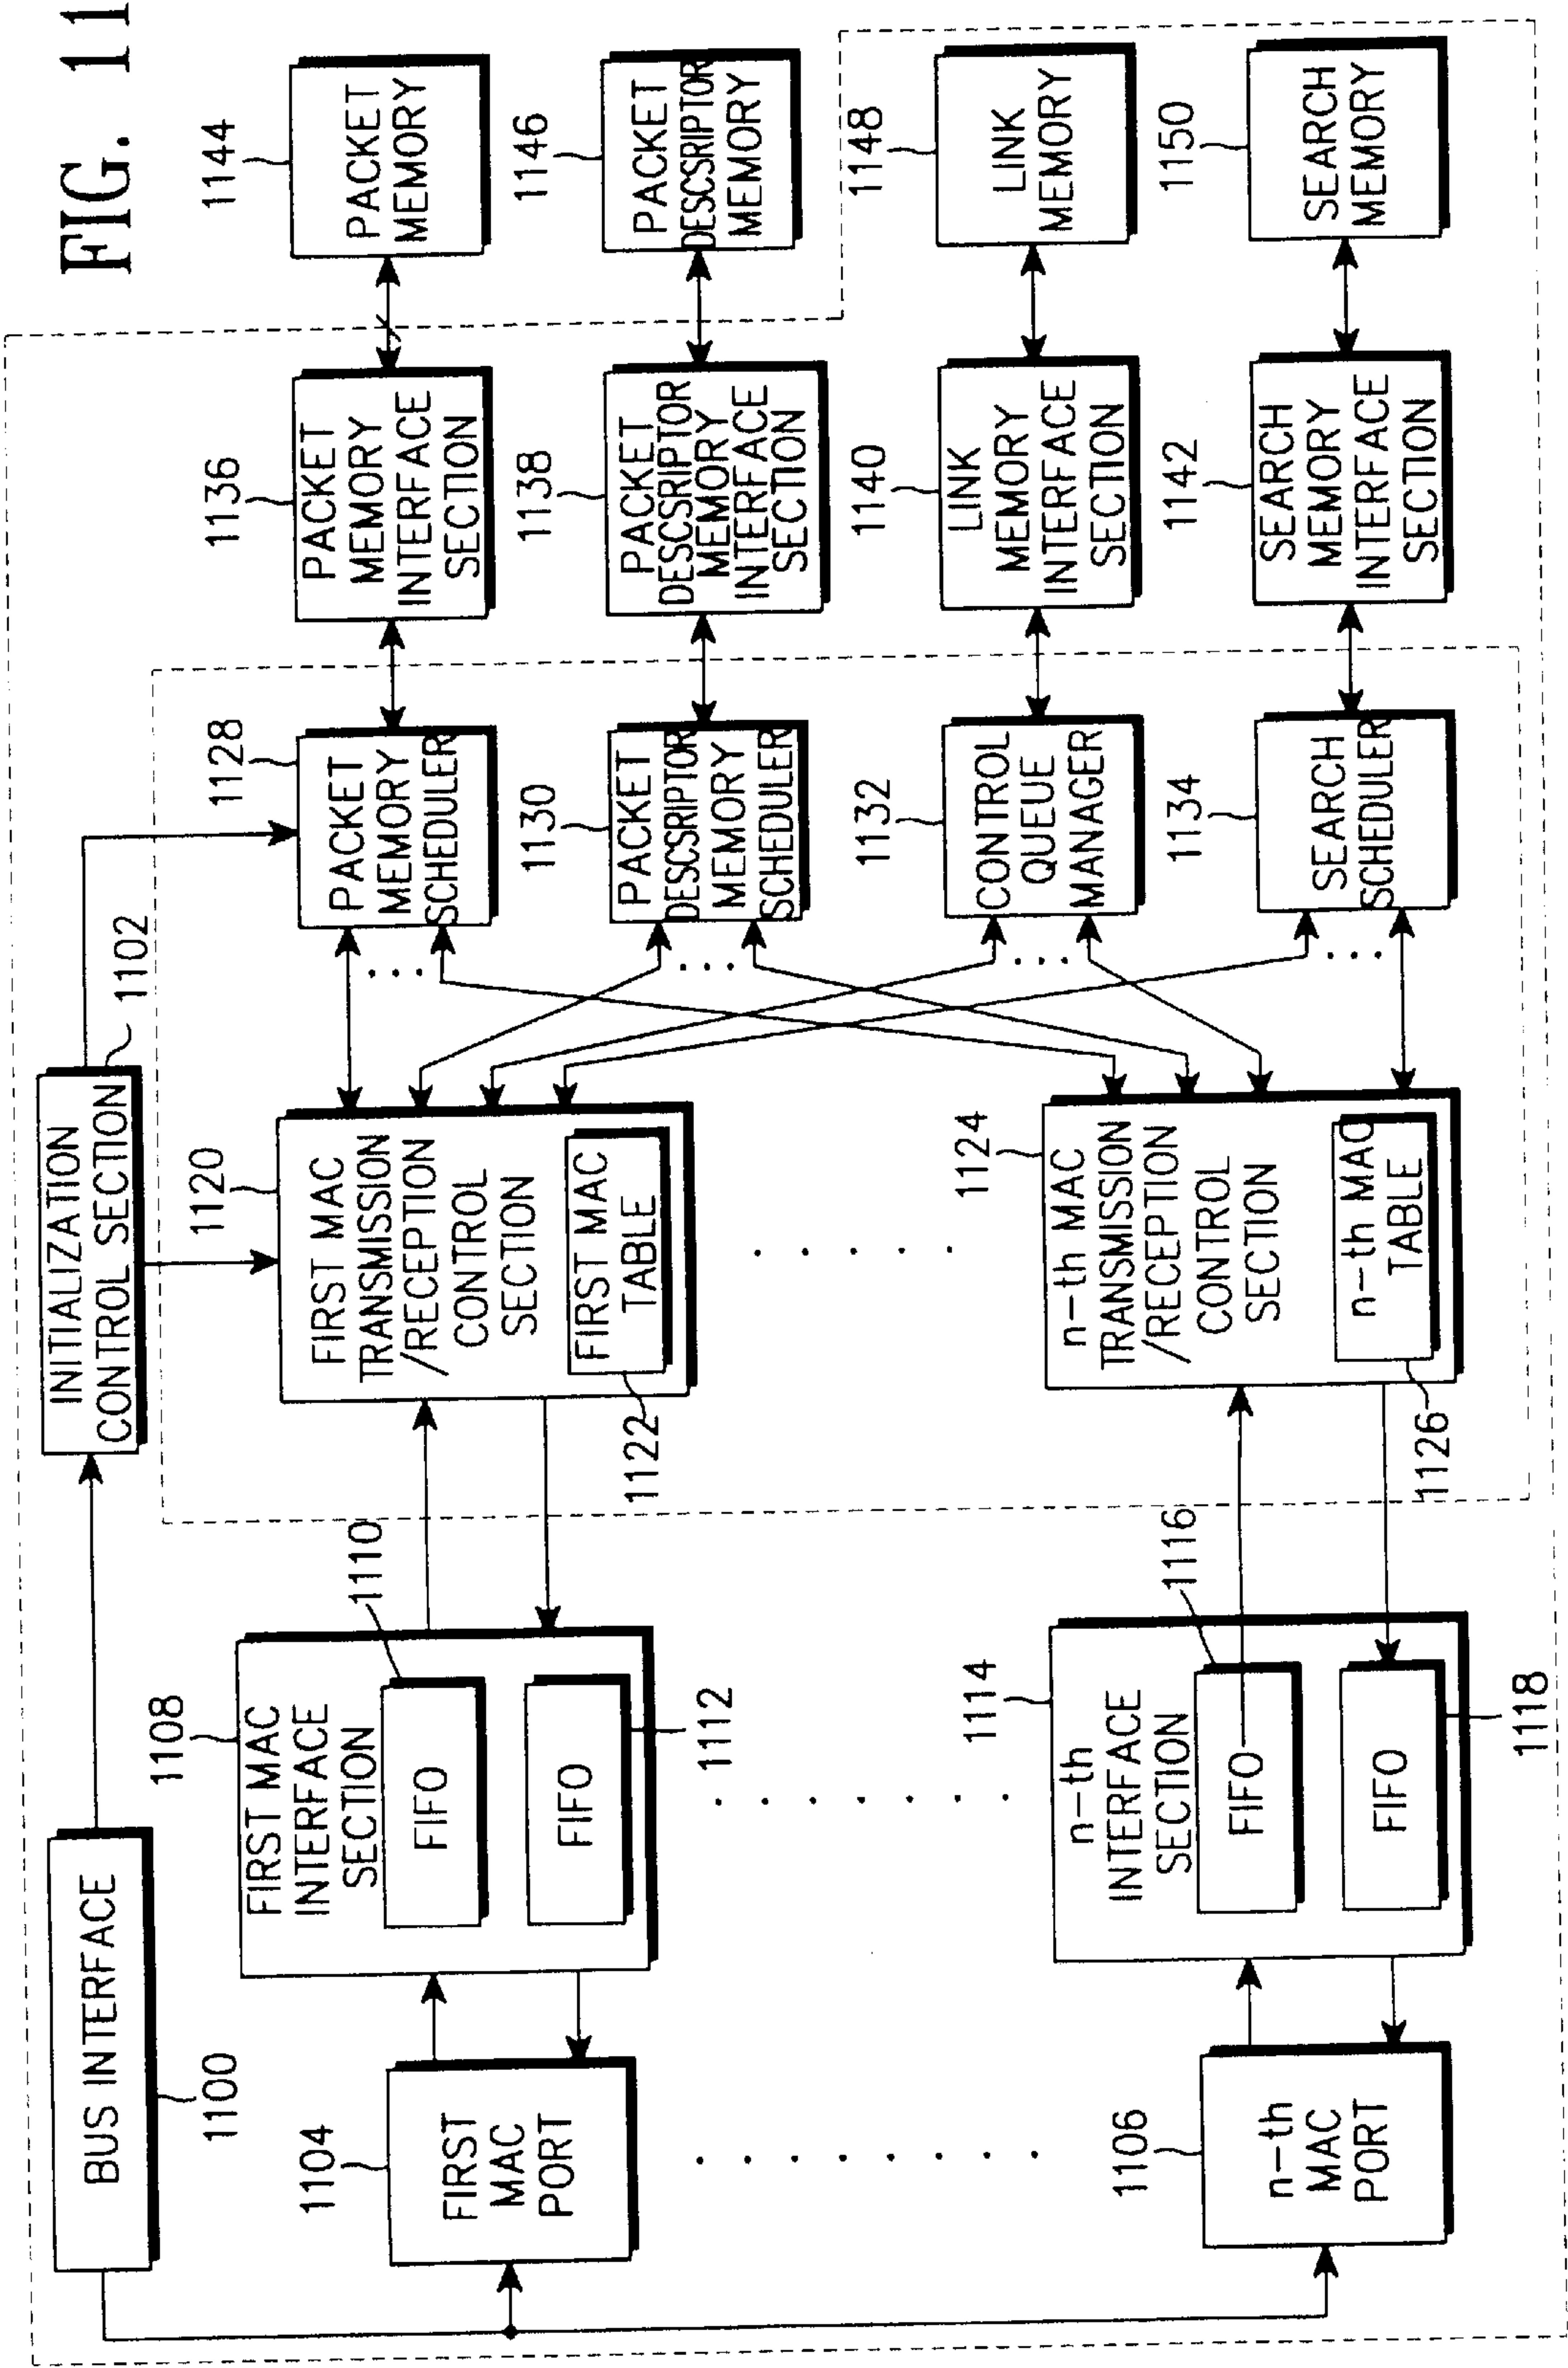 FIG. 11
BUS INTERFACE
1100
INITIALIZATION
CONTROL SECTION
1102
1104
FIRST
MAC
PORT
1106
n-th
MAC
PORT
1108
FIRST MAC
INTERFACE
SECTION
1110
FIFO
FIFO
1112
1114
n-th
INTERFACE
SECTION
1116
FIFO
FIFO
1118
1120
FIRST MAC
TRANSMISSION
/RECEPTION
CONTROL
SECTION
FIRST MAC
TABLE
1122
1124
n-th MAC
TRANSMISSION
/RECEPTION
CONTROL
SECTION
n-th MAC
TABLE
1126
1128
PACKET
MEMORY
SCHEDULER
1130
PACKET
DESCSRIPTOR
MEMORY
SCHEDULER
1132
CONTROL
QUEUE
MANAGER
1134
SEARCH
SCHEDULER
1136
PACKET
MEMORY
INTERFACE
SECTION
1138
PACKET
DESCSRIPTOR
MEMORY
INTERFACE
SECTION
1140
LINK
MEMORY
INTERFACE
SECTION
1142
SEARCH
MEMORY
INTERFACE
SECTION
1144
PACKET
MEMORY
1146
PACKET
DESCSRIPTOR
MEMORY
1148
LINK
MEMORY
1150
SEARCH
MEMORY